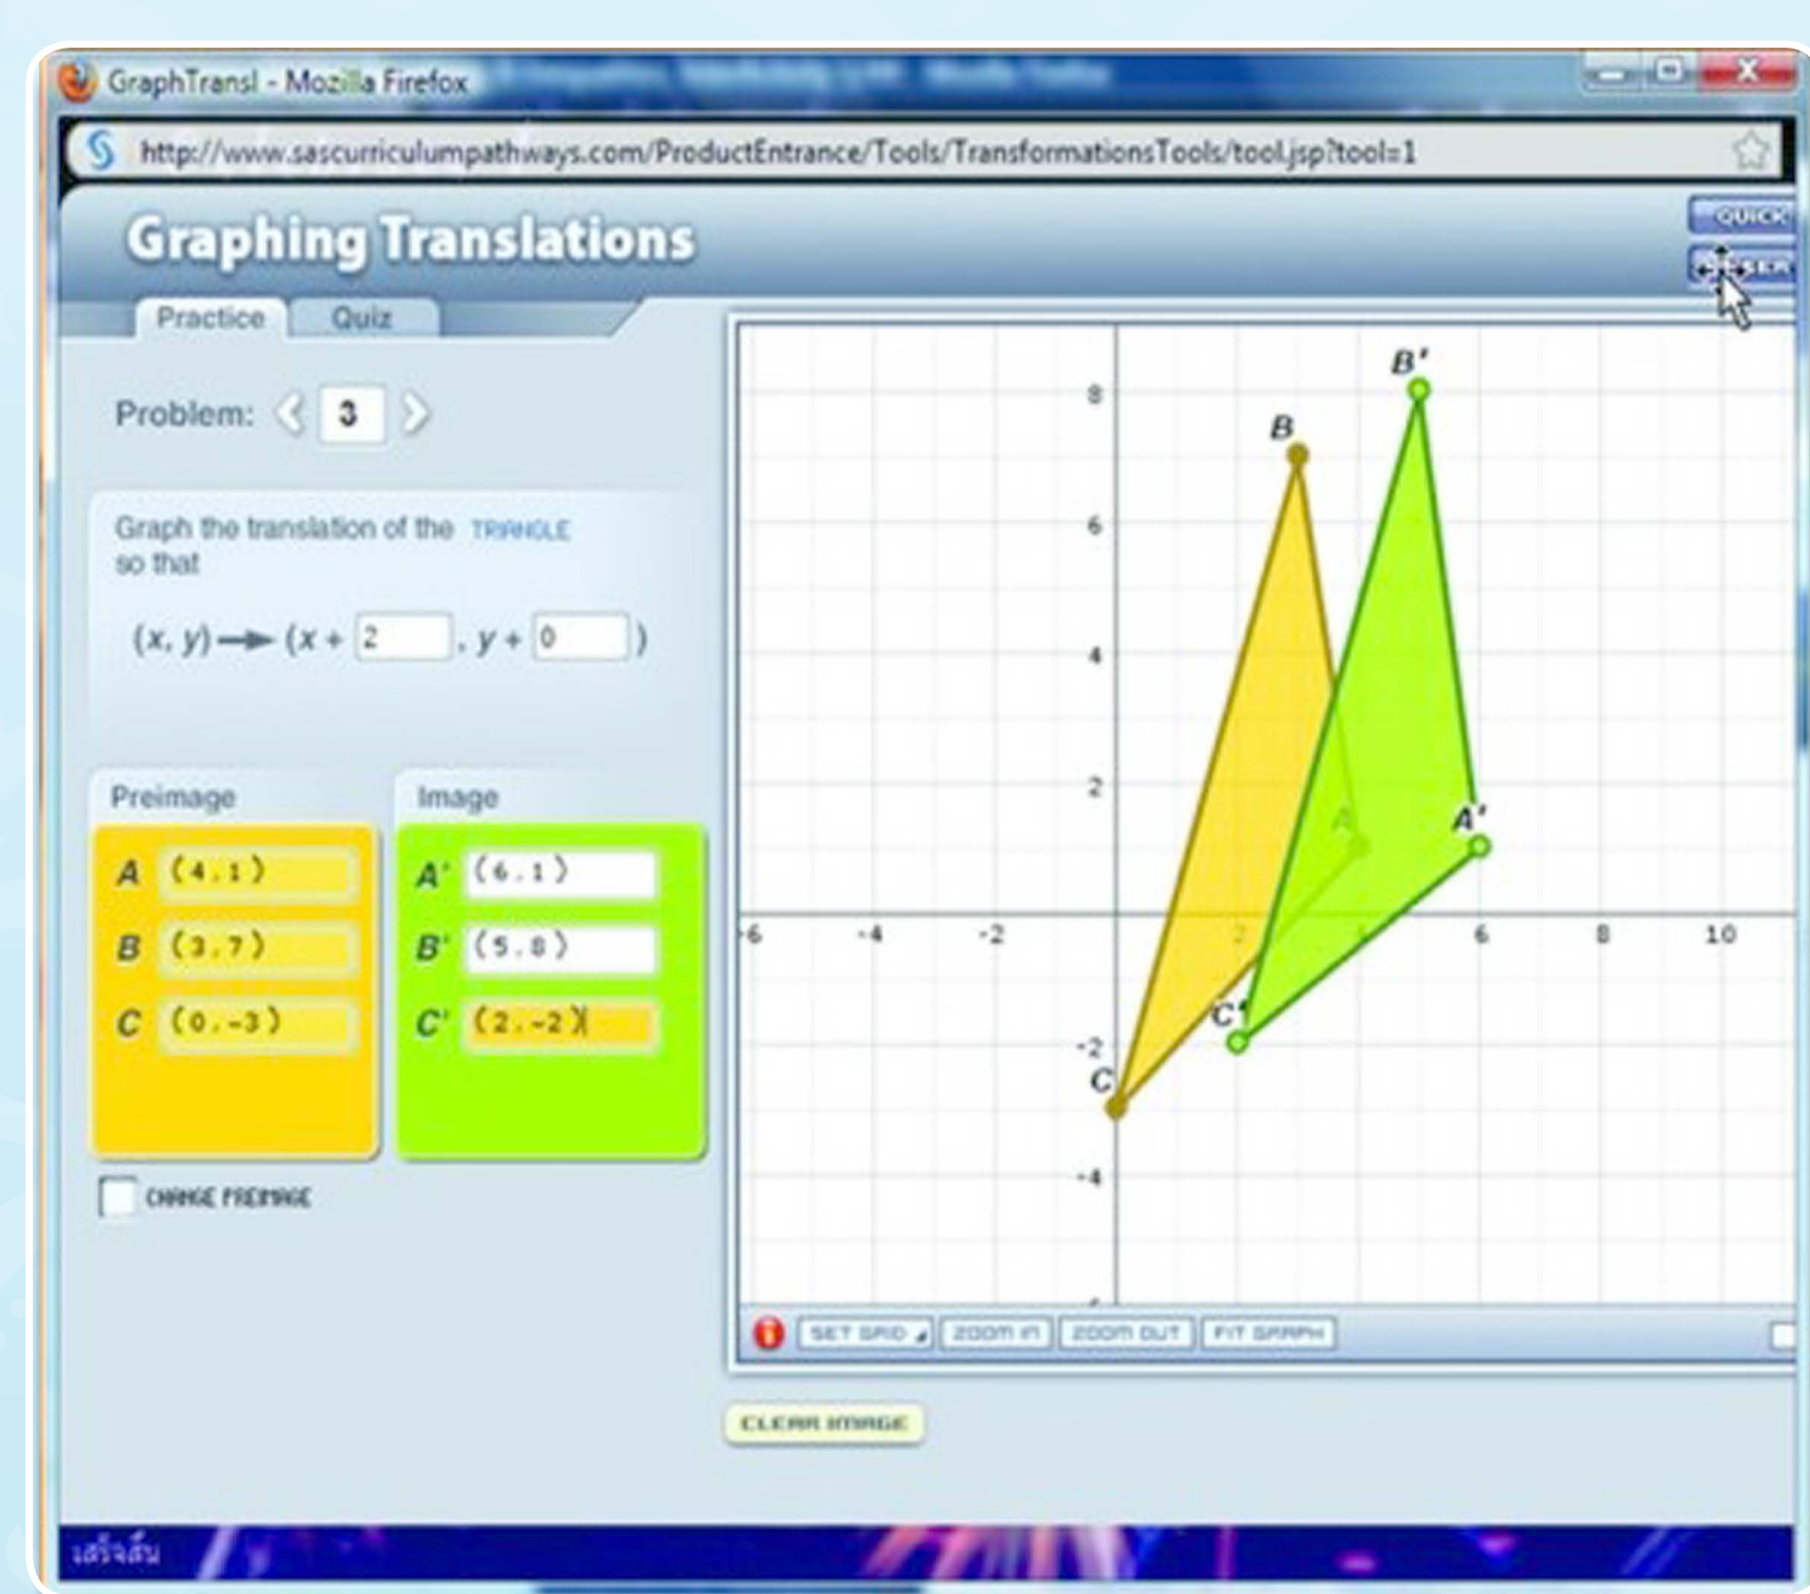 GraphTransl - Mozilla Firefox
http://www.sascurriculumpathways.com/ProductEntrance/Tools/TransformationsTools/tool.jsp?tool=1
Graphing Translations
QUICK
Practice Quiz
Problem: 3
Graph the translation of the TRIANGLE
so that
(x, y) → (x + 2 , y + 0 )
Preimage
A (4,1)
B (3,7)
C (0,-3)
Image
A' (6,1)
B' (5,8)
C' (2,-2)
CHANGE PREIMAGE
B'
8
B
6
4
2
A A'
-6 -4 -2 2 6 8 10
C'
-2
C
-4
SET GRID ZOOM IN ZOOM OUT FIT GRAPH
CLEAR IMAGE
เสร็จสิ้น